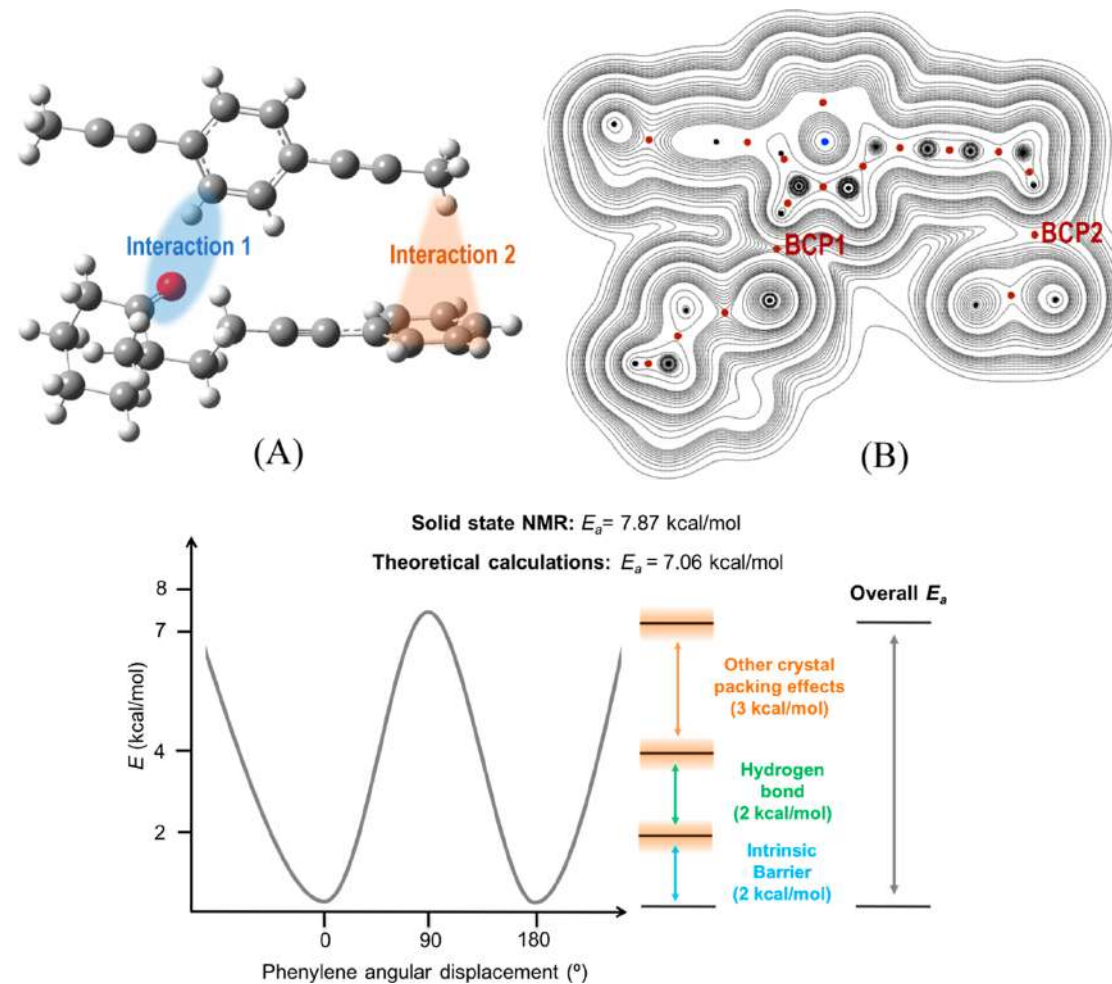 Interaction 1
Interaction 2
(A)
BCP1
BCP2
(B)
Solid state NMR: Eₐ= 7.87 kcal/mol
Theoretical calculations: Eₐ = 7.06 kcal/mol
Overall Eₐ
8
7
4
2
E (kcal/mol)
Other crystal
packing effects
(3 kcal/mol)
Hydrogen
bond
(2 kcal/mol)
Intrinsic
Barrier
(2 kcal/mol)
0 90 180
Phenylene angular displacement (º)